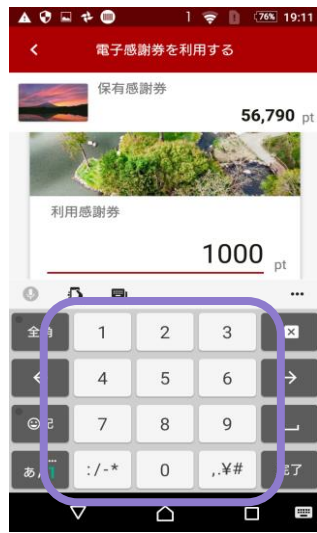 1 76% 19:11
電子感謝券を利用する
保有感謝券
56,790 pt
利用感謝券
1000 pt
全角 1 2 3
4 5 6
記 7 8 9
あ :/-* 0 ,.¥# 完了